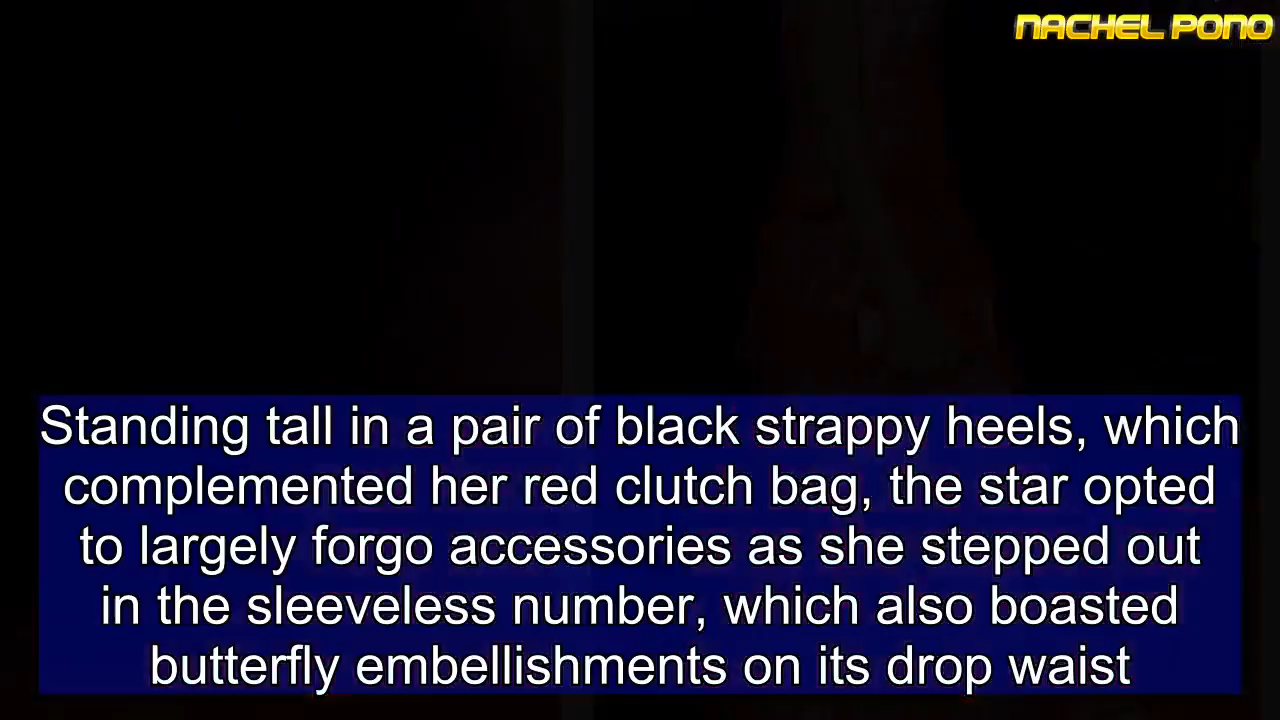 NACHEL PONO
Standing tall in a pair of black strappy heels, which
complemented her red clutch bag, the star opted
to largely forgo accessories as she stepped out
in the sleeveless number, which also boasted
butterfly embellishments on its drop waist